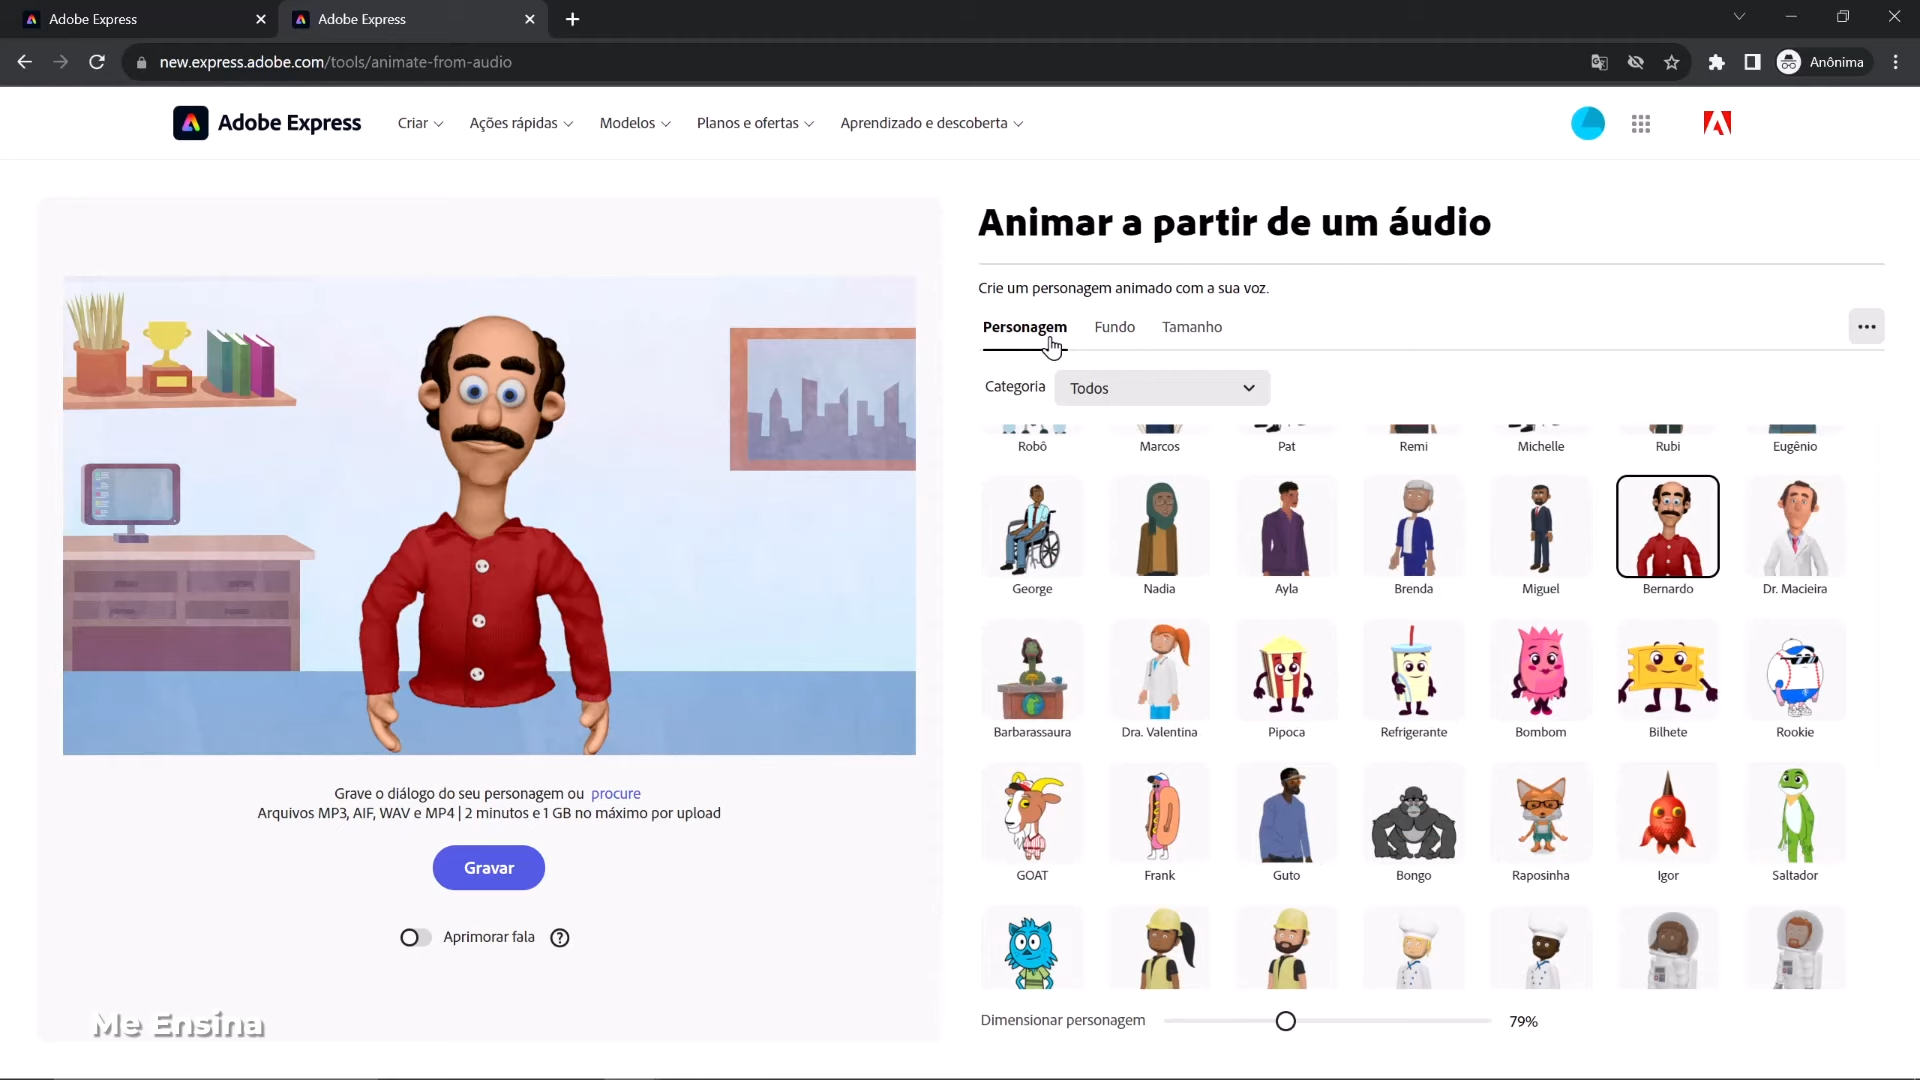 Adobe Express
Adobe Express
new.express.adobe.com/tools/animate-from-audio
Anônima
Adobe Express
Criar
Ações rápidas
Modelos
Planos e ofertas
Aprendizado e descoberta
Animar a partir de um áudio
Crie um personagem animado com a sua voz.
Personagem
Fundo
Tamanho
Categoria
Todos
Robô
Marcos
Pat
Remi
Michelle
Rubi
Eugênio
George
Nadia
Ayla
Brenda
Miguel
Bernardo
Dr. Macieira
Barbarassaura
Dra. Valentina
Pipoca
Refrigerante
Bombom
Bilhete
Rookie
GOAT
Frank
Guto
Bongo
Raposinha
Igor
Saltador
Dimensionar personagem
79%
Grave o diálogo do seu personagem ou procure
Arquivos MP3, AIF, WAV e MP4 | 2 minutos e 1 GB no máximo por upload
Gravar
Aprimorar fala
Me Ensina